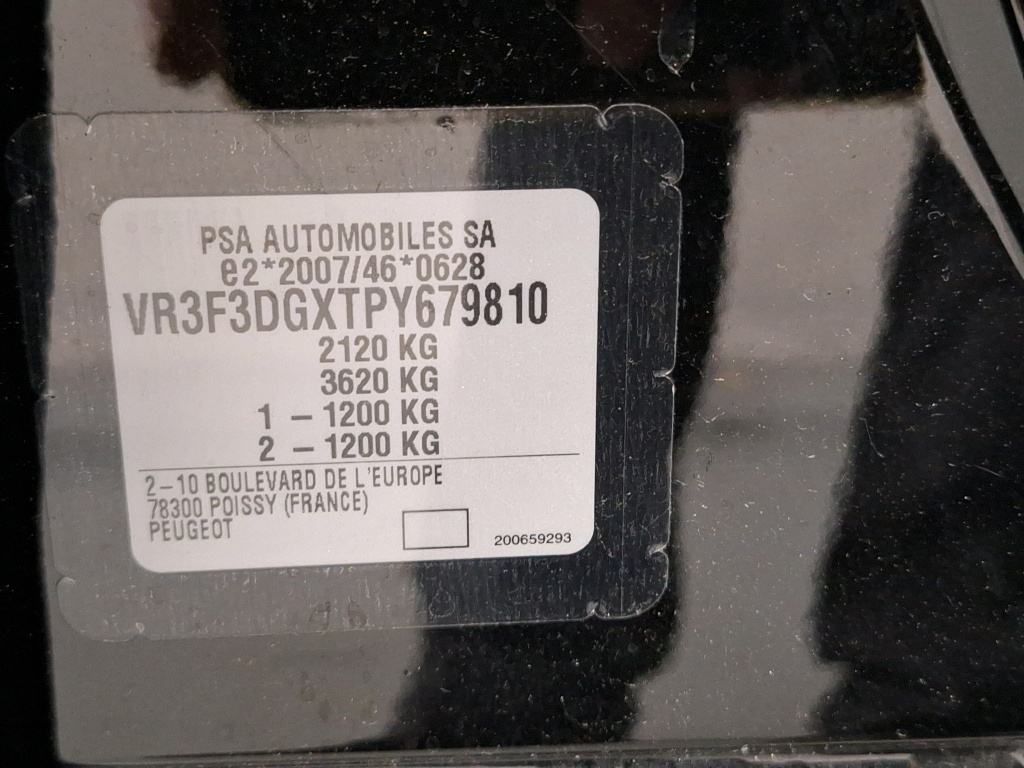 PSA AUTOMOBILES SA
e2*2007/46*0628
VR3F3DGXTPY679810
2120 KG
3620 KG
1 – 1200 KG
2 – 1200 KG
2–10 BOULEVARD DE L'EUROPE
78300 POISSY (FRANCE)
PEUGEOT
200659293